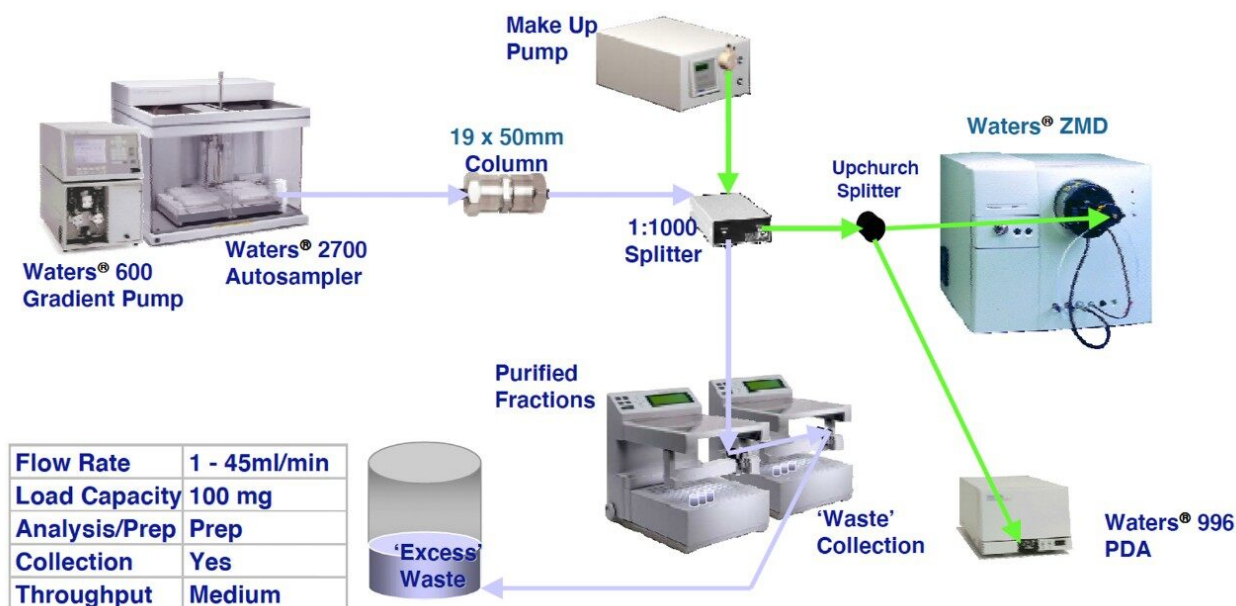 Make Up
Pump
19 x 50mm
Column
Waters® ZMD
Upchurch
Splitter
1:1000
Splitter
Waters® 600
Gradient Pump
Waters® 2700
Autosampler
Purified
Fractions
'Waste'
Collection
Waters® 996
PDA
'Excess'
Waste
Flow Rate 1 - 45ml/min
Load Capacity 100 mg
Analysis/Prep Prep
Collection Yes
Throughput Medium